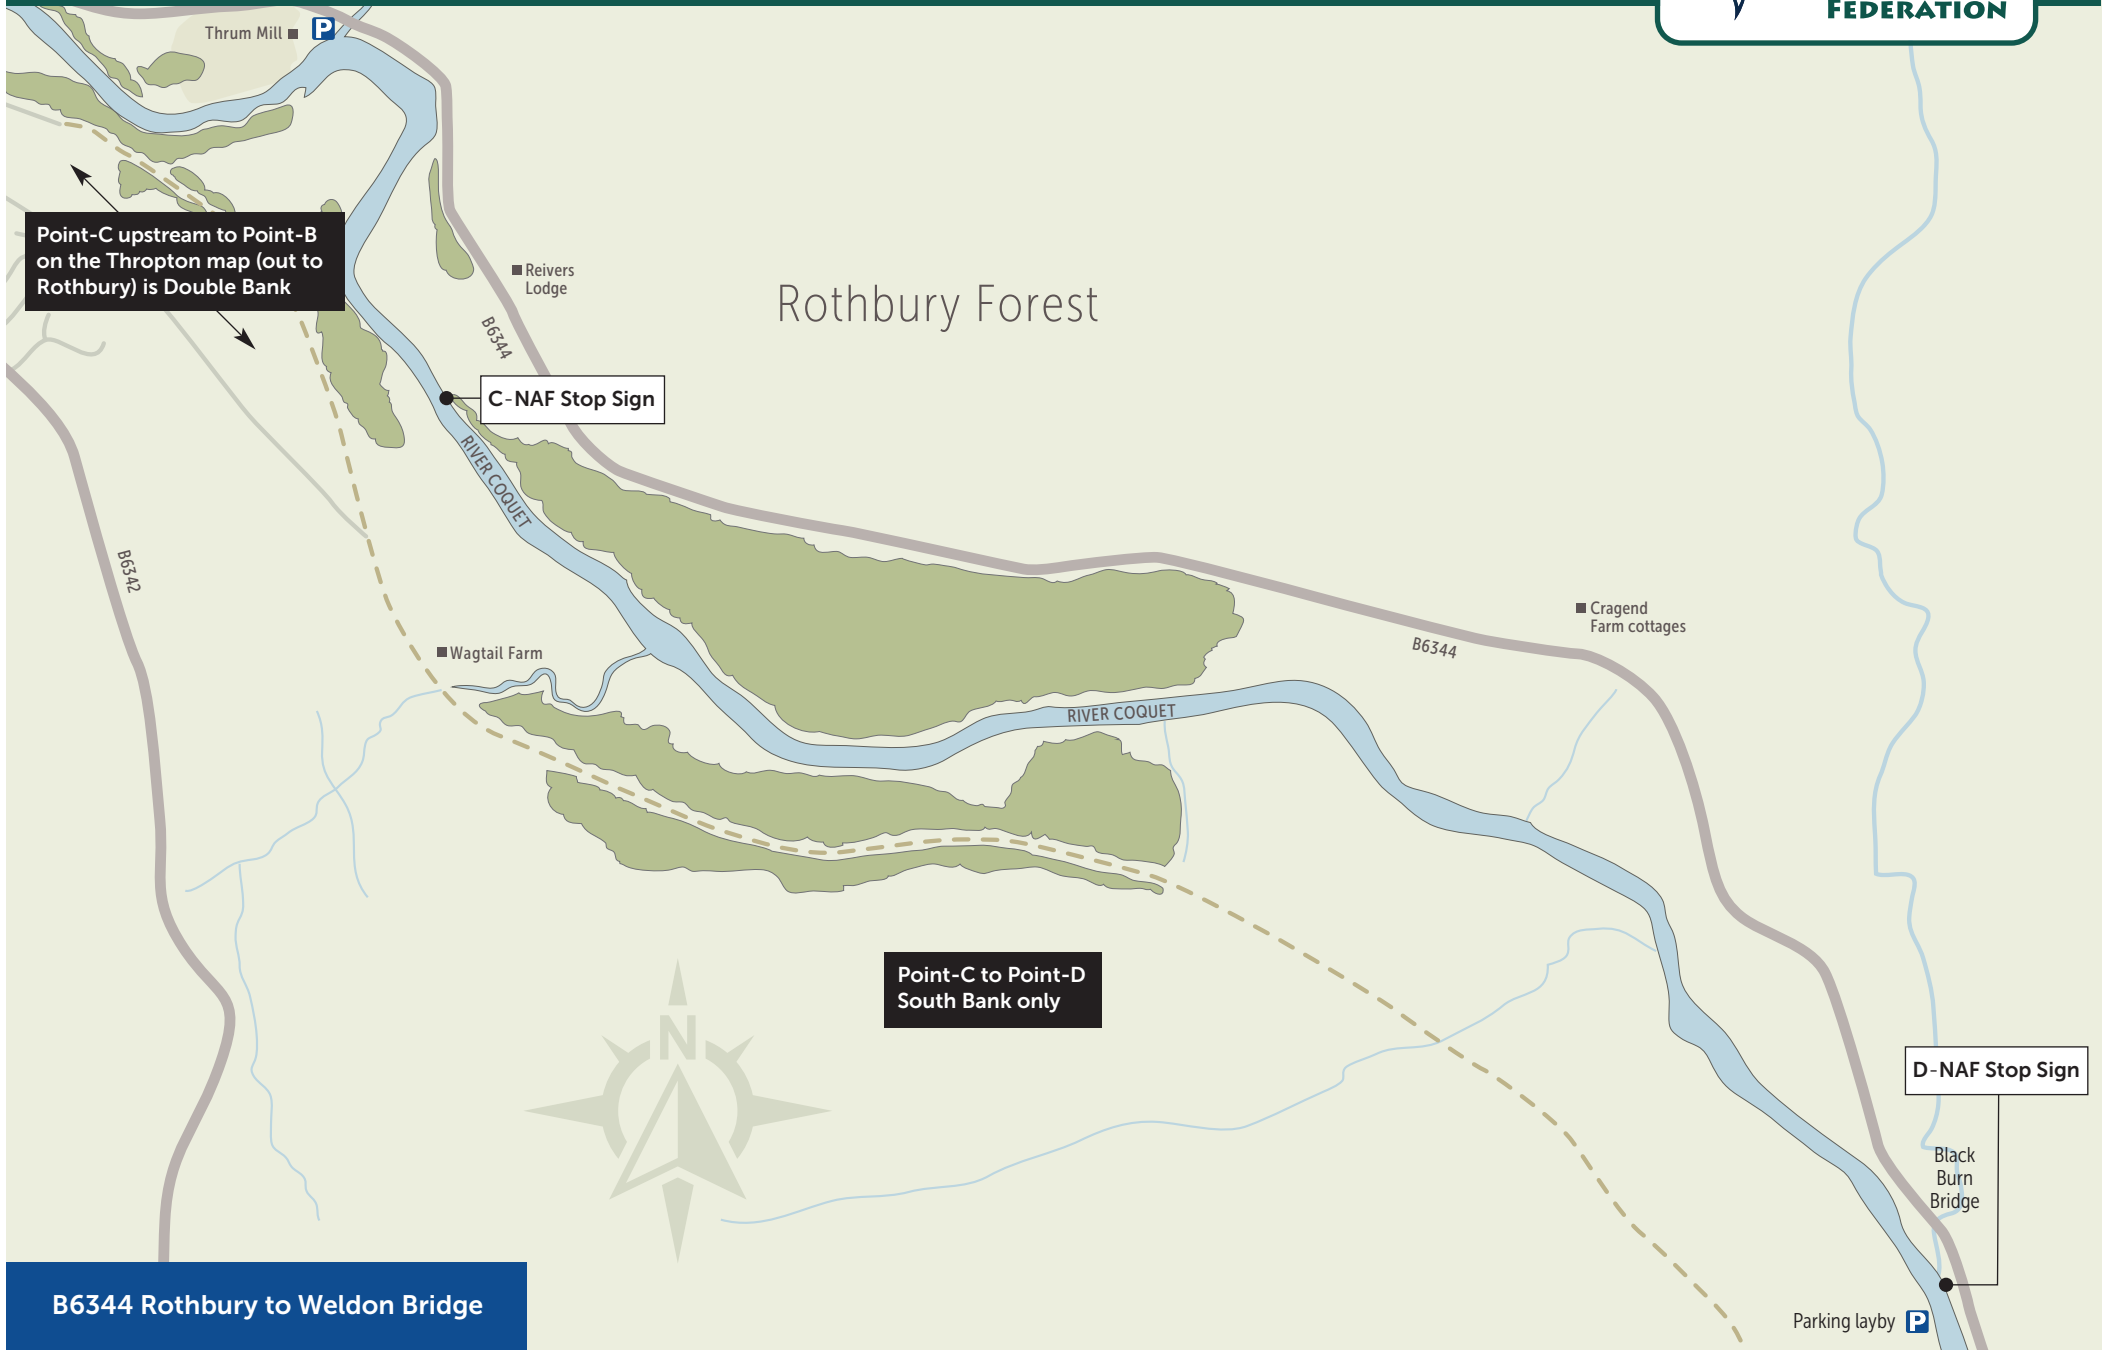 FEDERATION
Thrum Mill
P
Point-C upstream to Point-B
on the Thropton map (out to
Rothbury) is Double Bank
Reivers
Lodge
Rothbury Forest
B6344
C-NAF Stop Sign
RIVER COQUET
B6342
Cragend
Farm cottages
B6344
Wagtail Farm
RIVER COQUET
Point-C to Point-D
South Bank only
N
D-NAF Stop Sign
Black
Burn
Bridge
B6344 Rothbury to Weldon Bridge
Parking layby P